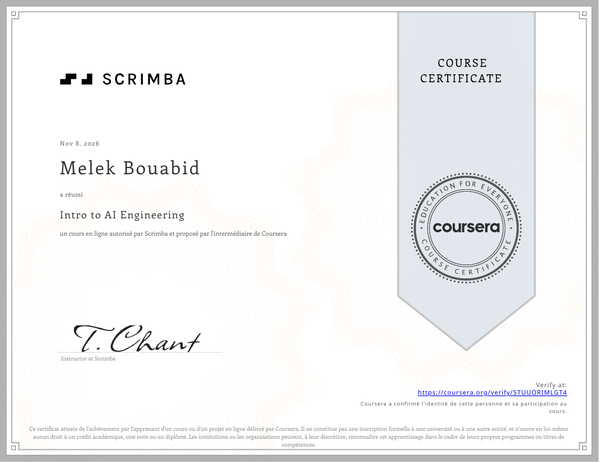 SCRIMBA
COURSE
CERTIFICATE
Nov 8, 2026
Melek Bouabid
a réussi
Intro to AI Engineering
un cours en ligne autorisé par Scrimba et proposé par l'intermédiaire de Coursera
EDUCATION FOR EVERYONE
coursera
COURSE CERTIFICATE
T. Chant
Instructor at Scrimba
Verify at:
https://coursera.org/verify/5TUUORIMLGT4
Coursera a confirmé l'identité de cette personne et sa participation au
cours.
Ce certificat atteste de l'achèvement par l'apprenant d'un cours ou d'un projet en ligne délivré par Coursera. Il ne constitue pas une inscription formelle à une université ou à une autre entité, et n'ouvre en lui-même
aucun droit à un crédit académique, une note ou un diplôme. Les institutions ou les organisations peuvent, à leur discrétion, reconnaître cet apprentissage dans le cadre de leurs propres programmes ou titres de
compétences.